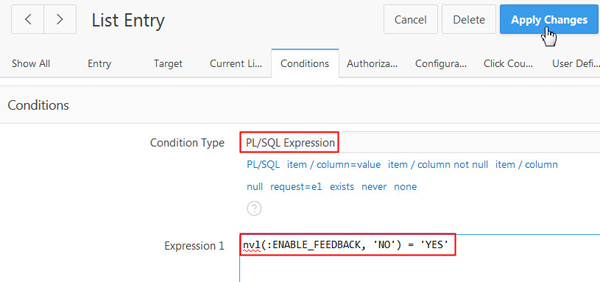 List Entry
Cancel
Delete
Apply Changes
Show All
Entry
Target
Current Li...
Conditions
Authoriza...
Configura...
Click Cou...
User Defi...
Conditions
Condition Type
PL/SQL Expression
PL/SQL item / column=value item / column not null item / column
null request=e1 exists never none
?
Expression 1
nvl(:ENABLE_FEEDBACK, 'NO') = 'YES'